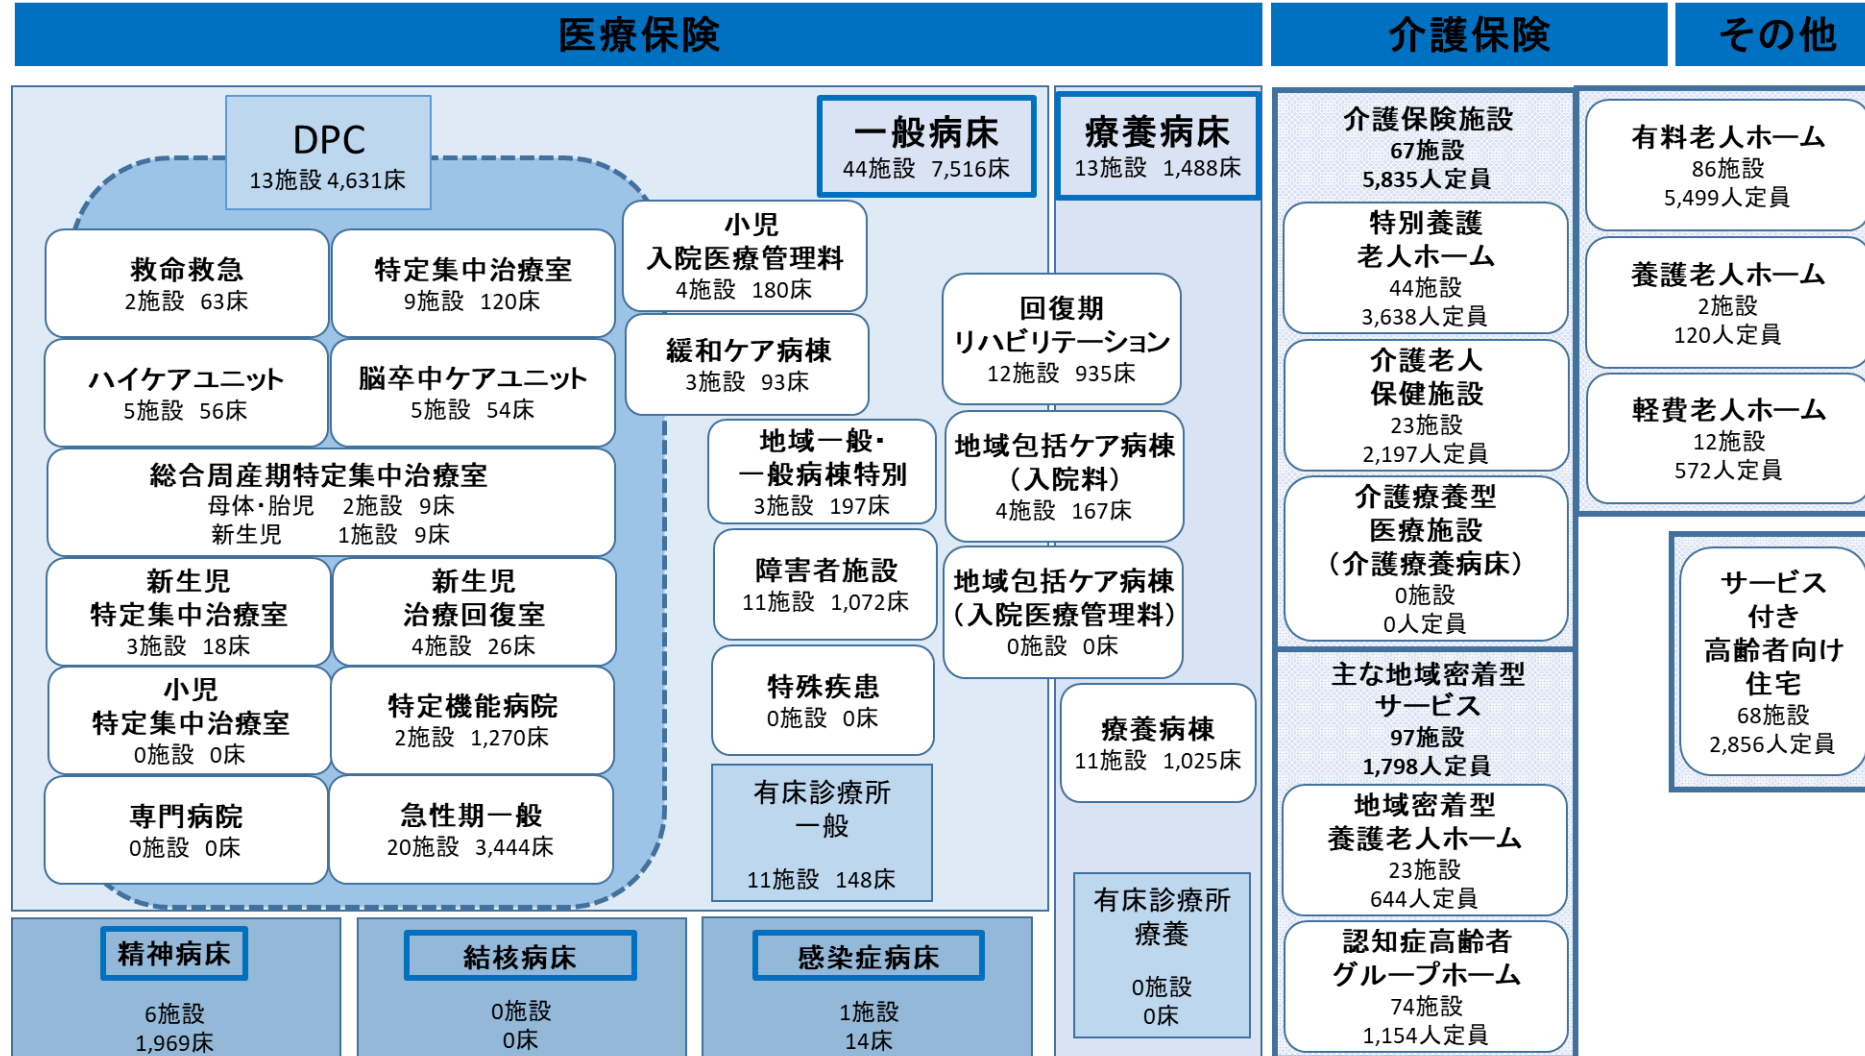 医療保険
介護保険
その他
DPC
13施設 4,631床
一般病床
44施設 7,516床
療養病床
13施設 1,488床
救命救急
2施設 63床
特定集中治療室
9施設 120床
ハイケアユニット
5施設 56床
脳卒中ケアユニット
5施設 54床
総合周産期特定集中治療室
母体・胎児 2施設 9床
新生児 1施設 9床
新生児
特定集中治療室
3施設 18床
新生児
治療回復室
4施設 26床
小児
特定集中治療室
0施設 0床
特定機能病院
2施設 1,270床
専門病院
0施設 0床
急性期一般
20施設 3,444床
小児
入院医療管理料
4施設 180床
緩和ケア病棟
3施設 93床
地域一般・
一般病棟特別
3施設 197床
障害者施設
11施設 1,072床
特殊疾患
0施設 0床
有床診療所
一般
11施設 148床
回復期
リハビリテーション
12施設 935床
地域包括ケア病棟
（入院料）
4施設 167床
地域包括ケア病棟
（入院医療管理料）
0施設 0床
療養病棟
11施設 1,025床
有床診療所
療養
0施設
0床
精神病床
6施設
1,969床
結核病床
0施設
0床
感染症病床
1施設
14床
介護保険施設
67施設
5,835人定員
特別養護
老人ホーム
44施設
3,638人定員
介護老人
保健施設
23施設
2,197人定員
介護療養型
医療施設
（介護療養病床）
0施設
0人定員
主な地域密着型
サービス
97施設
1,798人定員
地域密着型
養護老人ホーム
23施設
644人定員
認知症高齢者
グループホーム
74施設
1,154人定員
有料老人ホーム
86施設
5,499人定員
養護老人ホーム
2施設
120人定員
軽費老人ホーム
12施設
572人定員
サービス
付き
高齢者向け
住宅
68施設
2,856人定員